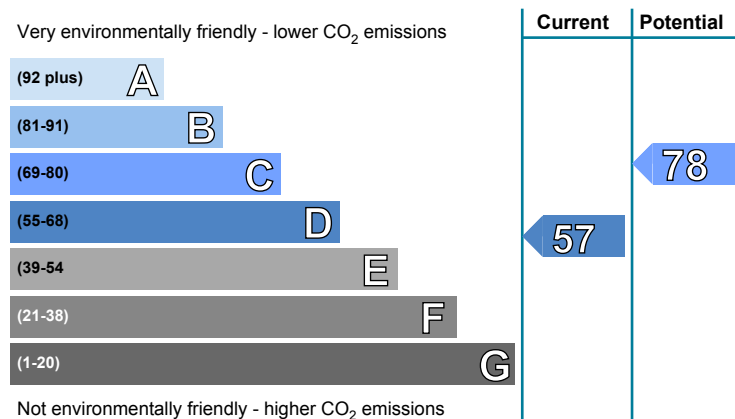 Very environmentally friendly - lower CO₂ emissions
Current
Potential
(92 plus) A
(81-91) B
(69-80) C
(55-68) D
(39-54 E
(21-38) F
(1-20) G
78
57
Not environmentally friendly - higher CO₂ emissions